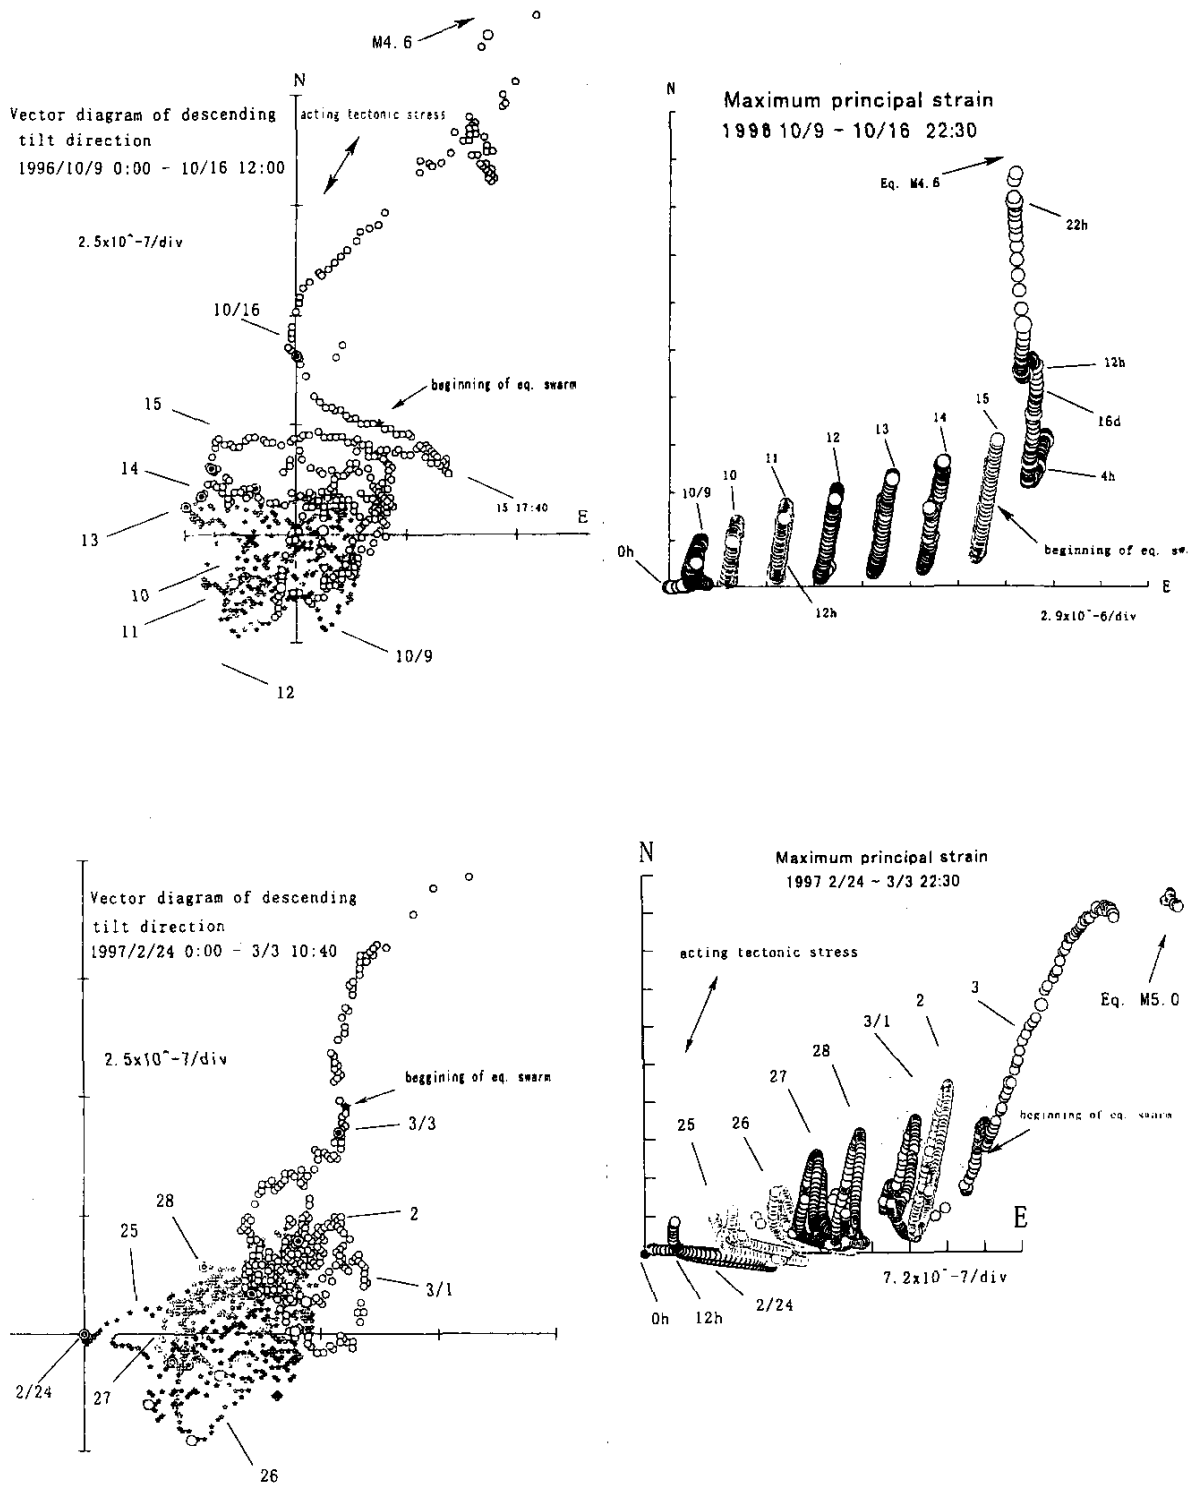 M4.6
N
Vector diagram of descending
tilt direction
1996/10/9 0:00 - 10/16 12:00
acting tectonic stress
2.5x10^-7/div
10/16
beginning of eq. swarm
15
14
15 17:40
E
13
10
11
10/9
12
N
Maximum principal strain
1996 10/9 ~ 10/16 22:30
Eq. M4.6
22h
12h
16d
15
14
13
12
11
10
10/9
4h
0h
beginning of eq. sw.
E
12h
2.9x10^-6/div
Vector diagram of descending
tilt direction
1997/2/24 0:00 - 3/3 10:40
2.5x10^-7/div
beggining of eq. swarm
3/3
28
2
25
3/1
2/24
27
26
N
Maximum principal strain
1997 2/24 ~ 3/3 22:30
acting tectonic stress
3
2
Eq. M5.0
3/1
28
27
26
25
beginning of eq. swarm
E
7.2x10^-7/div
2/24
0h
12h